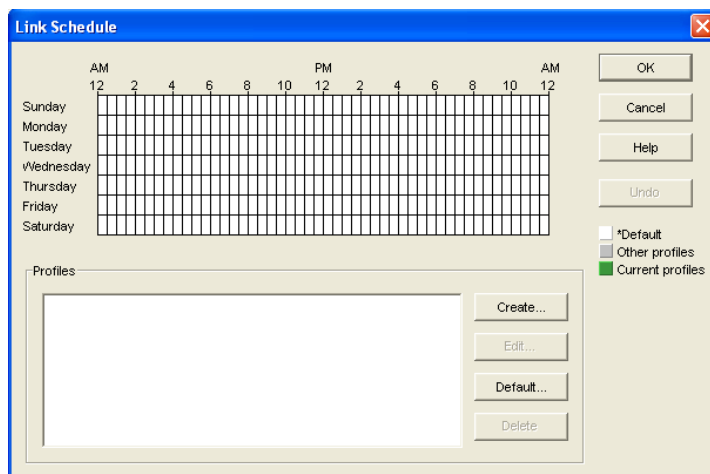 Link Schedule
AM PM AM
12 2 4 6 8 10 12 2 4 6 8 10 12
Sunday
Monday
Tuesday
Wednesday
Thursday
Friday
Saturday
OK
Cancel
Help
Undo
*Default
Other profiles
Current profiles
Profiles
Create...
Edit...
Default...
Delete